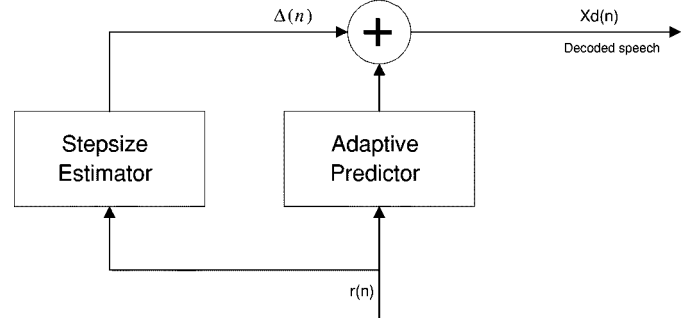 Δ(n)
+
Xd(n)
Decoded speech
Stepsize
Estimator
Adaptive
Predictor
r(n)